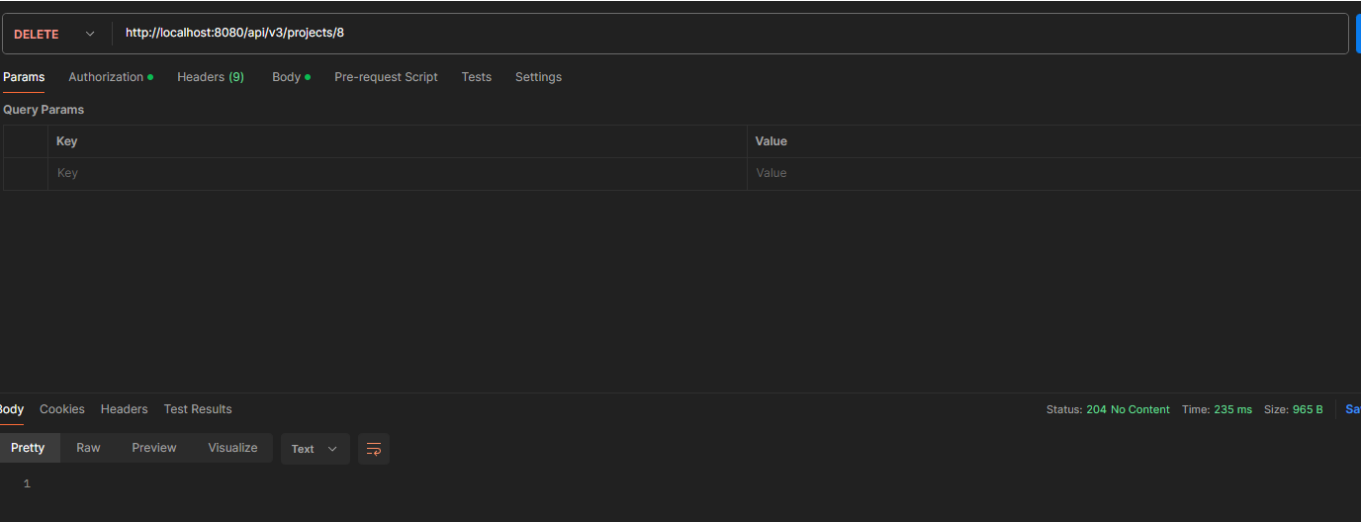 DELETE http://localhost:8080/api/v3/projects/8
Params Authorization Headers (9) Body Pre-request Script Tests Settings
Query Params
Key Value
Key Value
Body Cookies Headers Test Results Status: 204 No Content Time: 235 ms Size: 965 B Sa
Pretty Raw Preview Visualize Text
1